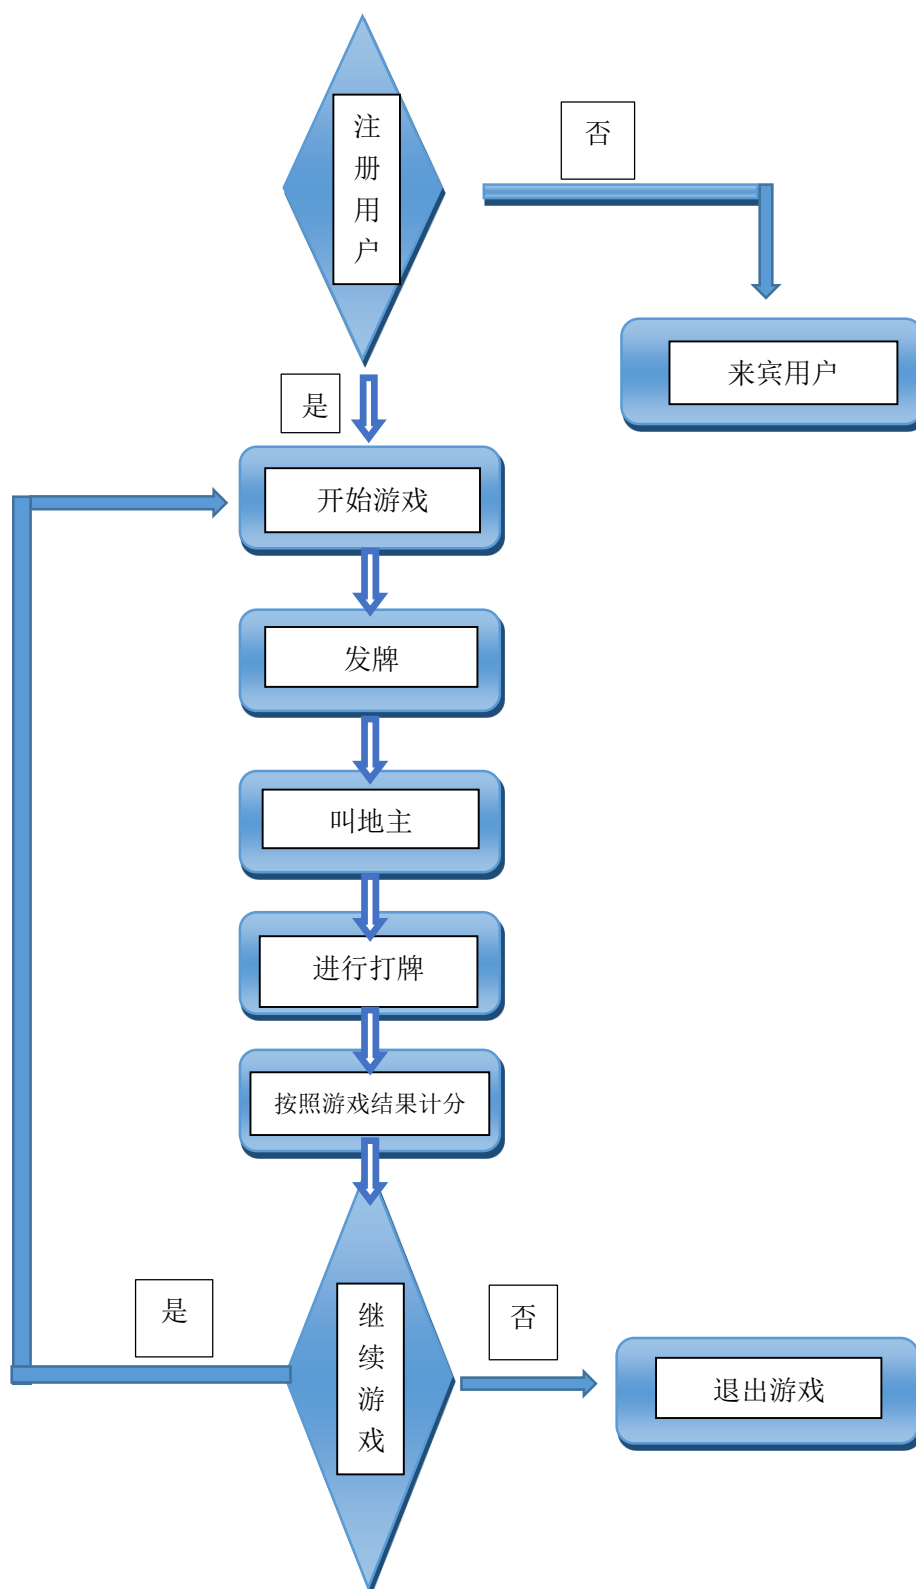 注册用户
否
来宾用户
是
开始游戏
发牌
叫地主
进行打牌
按照游戏结果计分
是
继续游戏
否
退出游戏